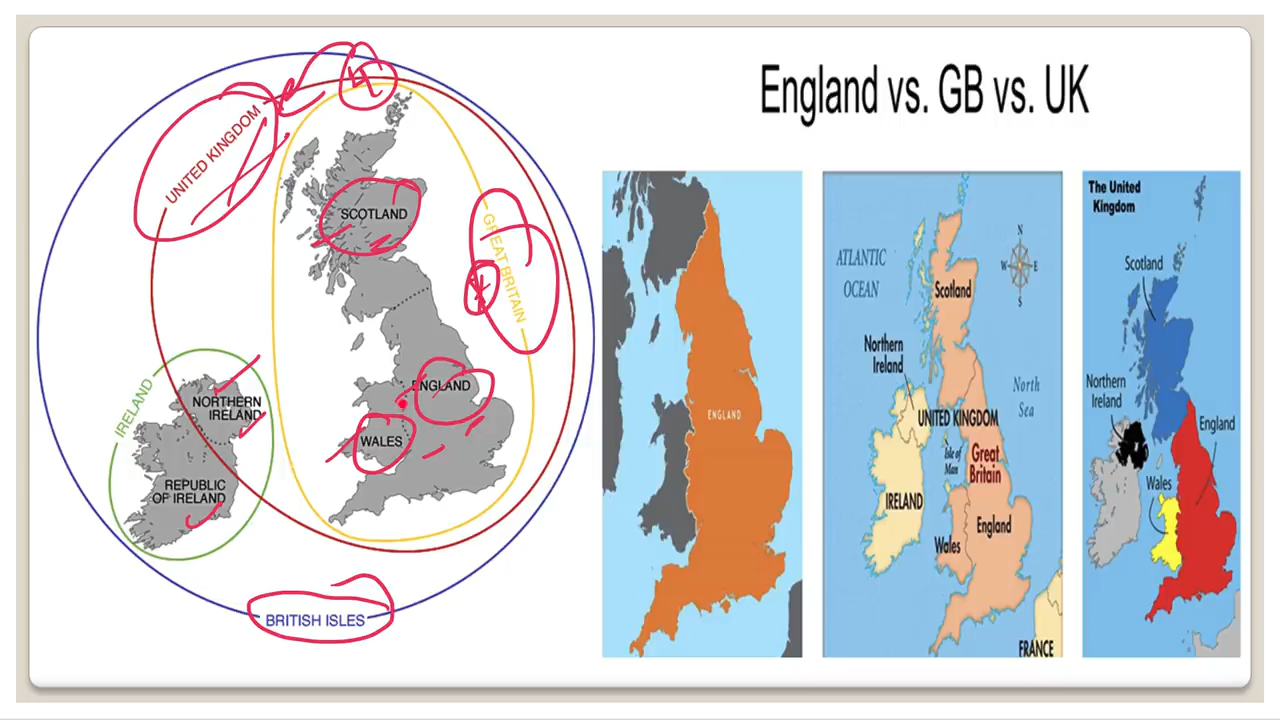 England vs. GB vs. UK
UNITED KINGDOM
4
SCOTLAND
GREAT BRITAIN
ENGLAND
WALES
IRELAND
NORTHERN
IRELAND
REPUBLIC
OF IRELAND
BRITISH ISLES
ENGLAND
ATLANTIC
OCEAN
N
W
E
S
Scotland
Northern
Ireland
North
Sea
UNITED KINGDOM
Isle of
Man
Great
Britain
IRELAND
England
Wales
FRANCE
The United
Kingdom
Scotland
Northern
Ireland
England
Wales